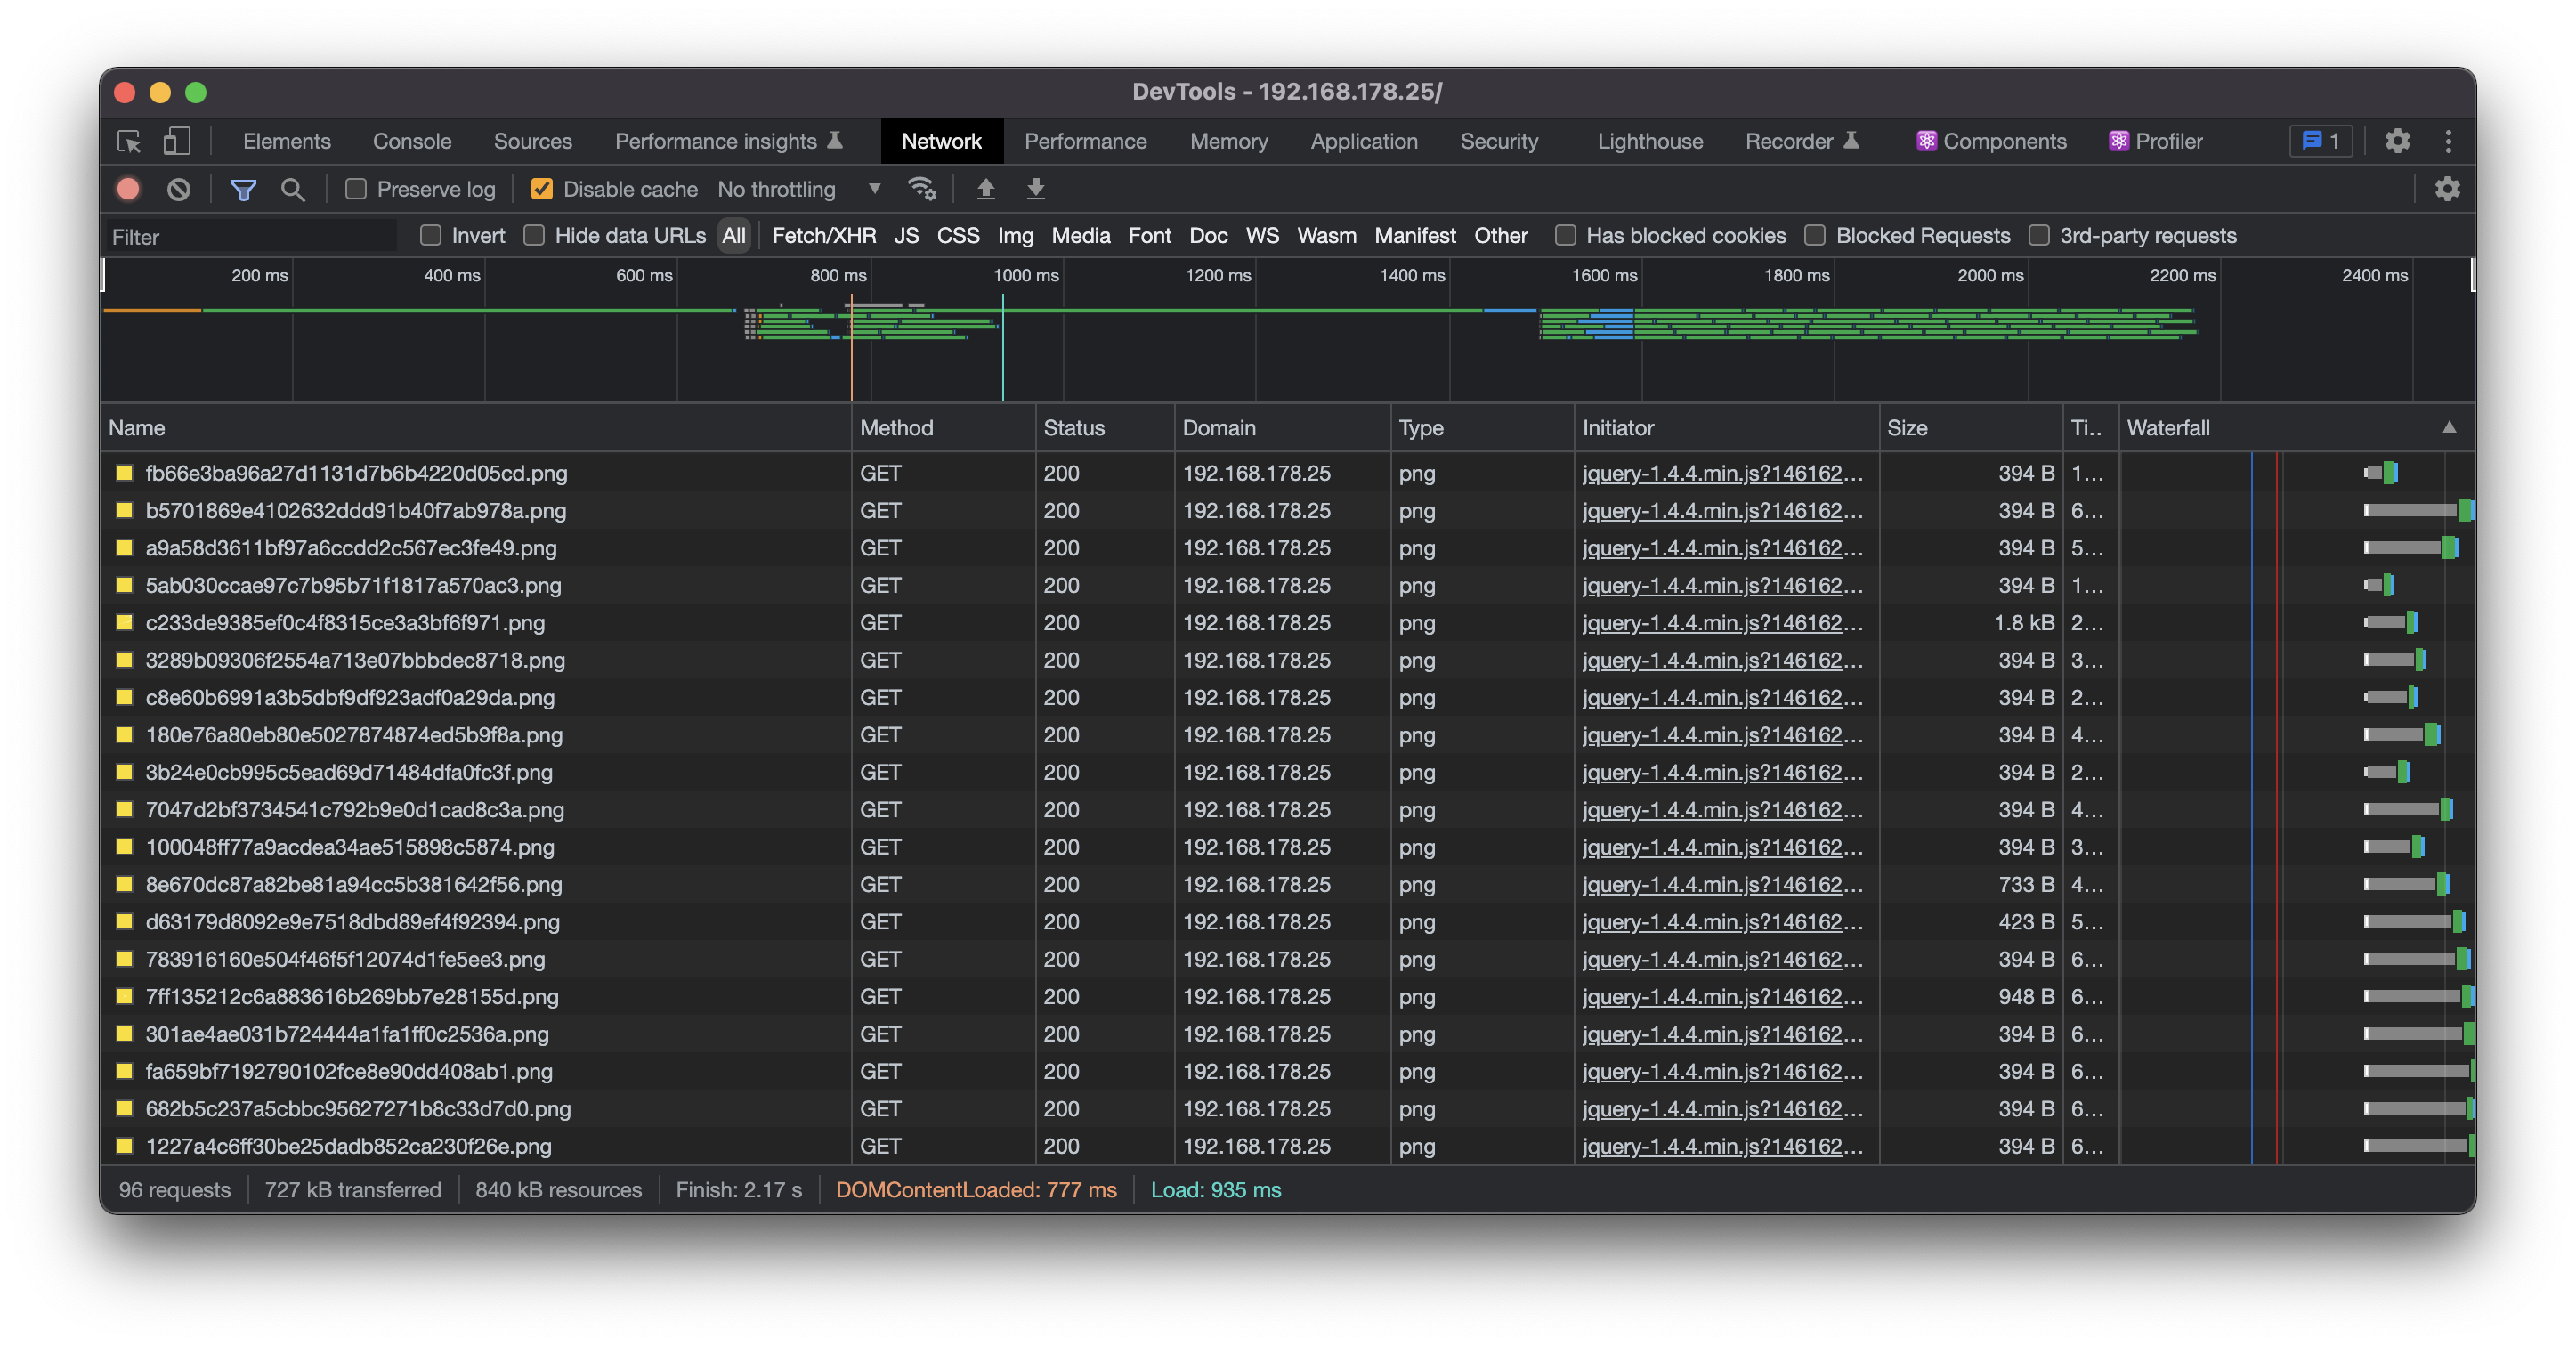 DevTools - 192.168.178.25/
Elements Console Sources Performance insights Network Performance Memory Application Security Lighthouse Recorder Components Profiler 1
Preserve log Disable cache No throttling
Filter Invert Hide data URLs All Fetch/XHR JS CSS Img Media Font Doc WS Wasm Manifest Other Has blocked cookies Blocked Requests 3rd-party requests
200 ms 400 ms 600 ms 800 ms 1000 ms 1200 ms 1400 ms 1600 ms 1800 ms 2000 ms 2200 ms 2400 ms
Name Method Status Domain Type Initiator Size Ti.. Waterfall
fb66e3ba96a27d1131d7b6b4220d05cd.png GET 200 192.168.178.25 png jquery-1.4.4.min.js?146162… 394 B 1…
b5701869e4102632ddd91b40f7ab978a.png GET 200 192.168.178.25 png jquery-1.4.4.min.js?146162… 394 B 6…
a9a58d3611bf97a6ccdd2c567ec3fe49.png GET 200 192.168.178.25 png jquery-1.4.4.min.js?146162… 394 B 5…
5ab030ccae97c7b95b71f1817a570ac3.png GET 200 192.168.178.25 png jquery-1.4.4.min.js?146162… 394 B 1…
c233de9385ef0c4f8315ce3a3bf6f971.png GET 200 192.168.178.25 png jquery-1.4.4.min.js?146162… 1.8 kB 2…
3289b09306f2554a713e07bbbdec8718.png GET 200 192.168.178.25 png jquery-1.4.4.min.js?146162… 394 B 3…
c8e60b6991a3b5dbf9df923adf0a29da.png GET 200 192.168.178.25 png jquery-1.4.4.min.js?146162… 394 B 2…
180e76a80eb80e5027874874ed5b9f8a.png GET 200 192.168.178.25 png jquery-1.4.4.min.js?146162… 394 B 4…
3b24e0cb995c5ead69d71484dfa0fc3f.png GET 200 192.168.178.25 png jquery-1.4.4.min.js?146162… 394 B 2…
7047d2bf3734541c792b9e0d1cad8c3a.png GET 200 192.168.178.25 png jquery-1.4.4.min.js?146162… 394 B 4…
100048ff77a9acdea34ae515898c5874.png GET 200 192.168.178.25 png jquery-1.4.4.min.js?146162… 394 B 3…
8e670dc87a82be81a94cc5b381642f56.png GET 200 192.168.178.25 png jquery-1.4.4.min.js?146162… 733 B 4…
d63179d8092e9e7518dbd89ef4f92394.png GET 200 192.168.178.25 png jquery-1.4.4.min.js?146162… 423 B 5…
783916160e504f46f5f12074d1fe5ee3.png GET 200 192.168.178.25 png jquery-1.4.4.min.js?146162… 394 B 6…
7ff135212c6a883616b269bb7e28155d.png GET 200 192.168.178.25 png jquery-1.4.4.min.js?146162… 948 B 6…
301ae4ae031b724444a1fa1ff0c2536a.png GET 200 192.168.178.25 png jquery-1.4.4.min.js?146162… 394 B 6…
fa659bf7192790102fce8e90dd408ab1.png GET 200 192.168.178.25 png jquery-1.4.4.min.js?146162… 394 B 6…
682b5c237a5cbbc95627271b8c33d7d0.png GET 200 192.168.178.25 png jquery-1.4.4.min.js?146162… 394 B 6…
1227a4c6ff30be25dadb852ca230f26e.png GET 200 192.168.178.25 png jquery-1.4.4.min.js?146162… 394 B 6…
96 requests 727 kB transferred 840 kB resources Finish: 2.17 s DOMContentLoaded: 777 ms Load: 935 ms